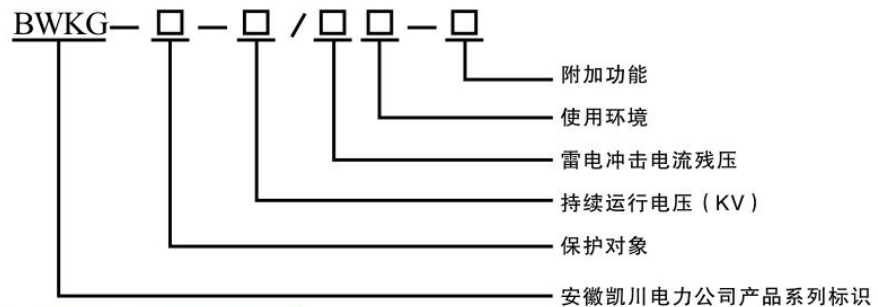 BWKG—□—□/□□—□
附加功能
使用环境
雷电冲击电流残压
持续运行电压(KV)
保护对象
安徽凯川电力公司产品系列标识